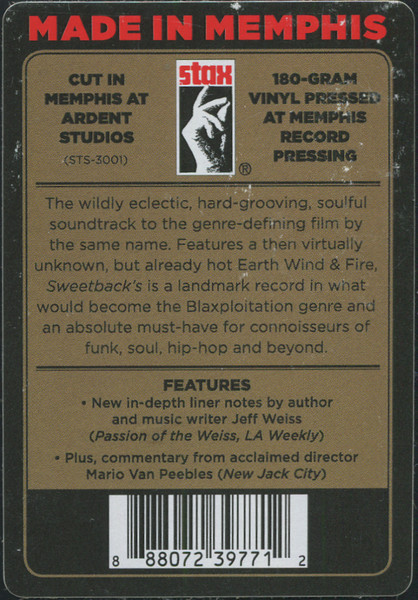 MADE IN MEMPHIS
CUT IN
MEMPHIS AT
ARDENT
STUDIOS
(STS-3001)
stax
®
180-GRAM
VINYL PRESSED
AT MEMPHIS
RECORD
PRESSING
The wildly eclectic, hard-grooving, soulful
soundtrack to the genre-defining film by
the same name. Features a then virtually
unknown, but already hot Earth Wind & Fire,
Sweetback's is a landmark record in what
would become the Blaxploitation genre and
an absolute must-have for connoisseurs of
funk, soul, hip-hop and beyond.
FEATURES
• New in-depth liner notes by author
and music writer Jeff Weiss
(Passion of the Weiss, LA Weekly)
• Plus, commentary from acclaimed director
Mario Van Peebles (New Jack City)
8 88072 39771 2